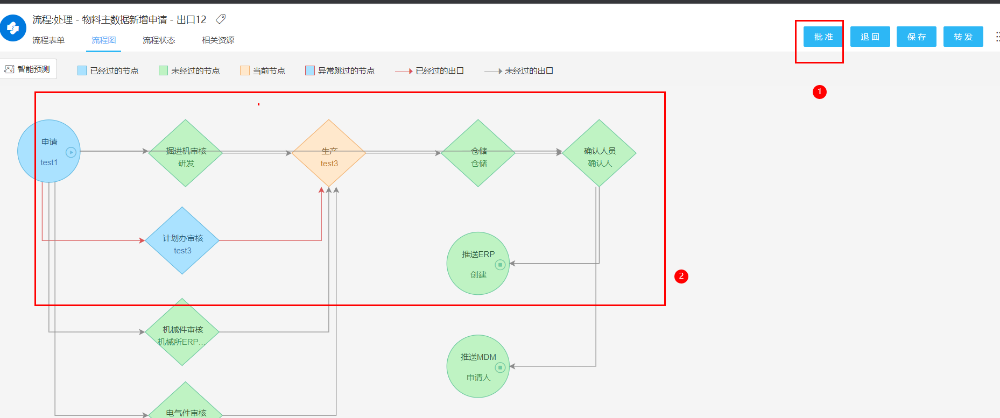 流程:处理 - 物料主数据新增申请 - 出口12
流程表单
流程图
流程状态
相关资源
批准
退回
保存
转发
智能预测
已经过的节点
未经过的节点
当前节点
异常跳过的节点
已经过的出口
未经过的出口
1
申请
test1
掘进机审核
研发
生产
test3
仓储
仓储
确认人员
确认人
计划办审核
test3
推送ERP
创建
2
机械件审核
机械所ERP...
推送MDM
申请人
电气件审核